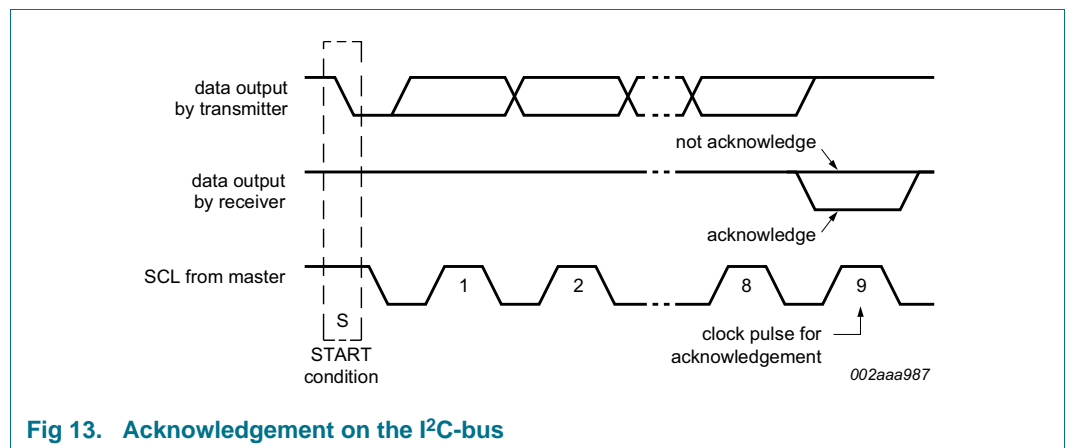 data output
by transmitter
not acknowledge
data output
by receiver
acknowledge
SCL from master
1
2
8
9
S
START
condition
clock pulse for
acknowledgement
002aaa987
Fig 13. Acknowledgement on the I²C-bus